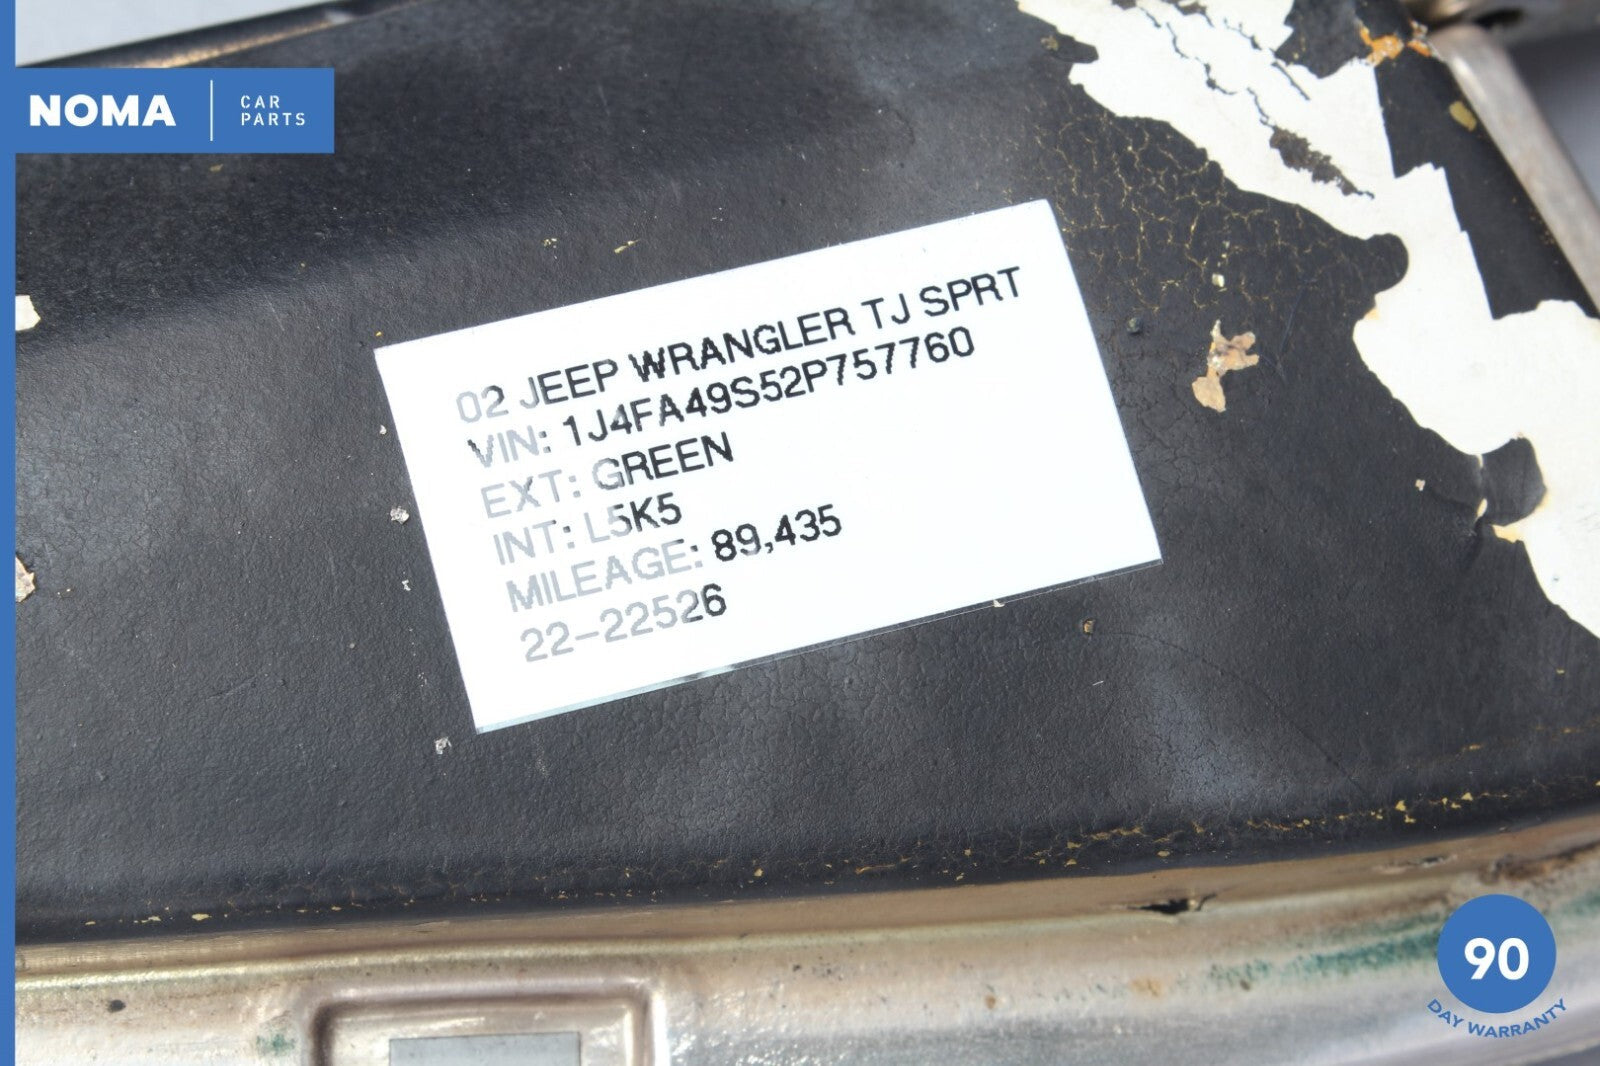 NOMA
CAR
PARTS
02 JEEP WRANGLER TJ SPRT
VIN: 1J4FA49S52P757760
EXT: GREEN
INT: L5K5
MILEAGE: 89,435
22-22526
90
DAY WARRANTY